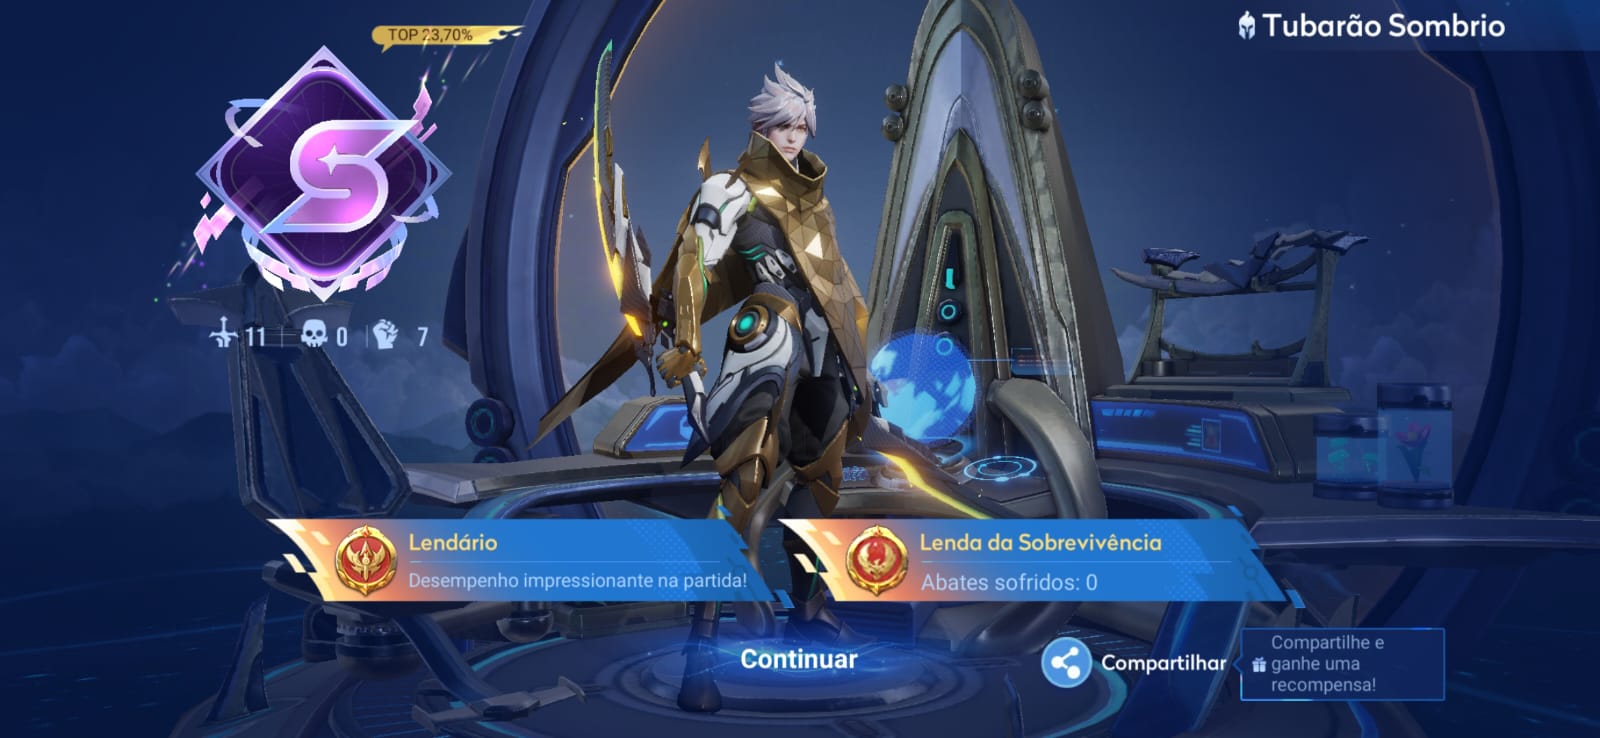 TOP 23,70%
Tubarão Sombrio
S
11 0 7
Lendário
Desempenho impressionante na partida!
Lenda da Sobrevivência
Abates sofridos: 0
Continuar
Compartilhar
Compartilhe e
ganhe uma
recompensa!